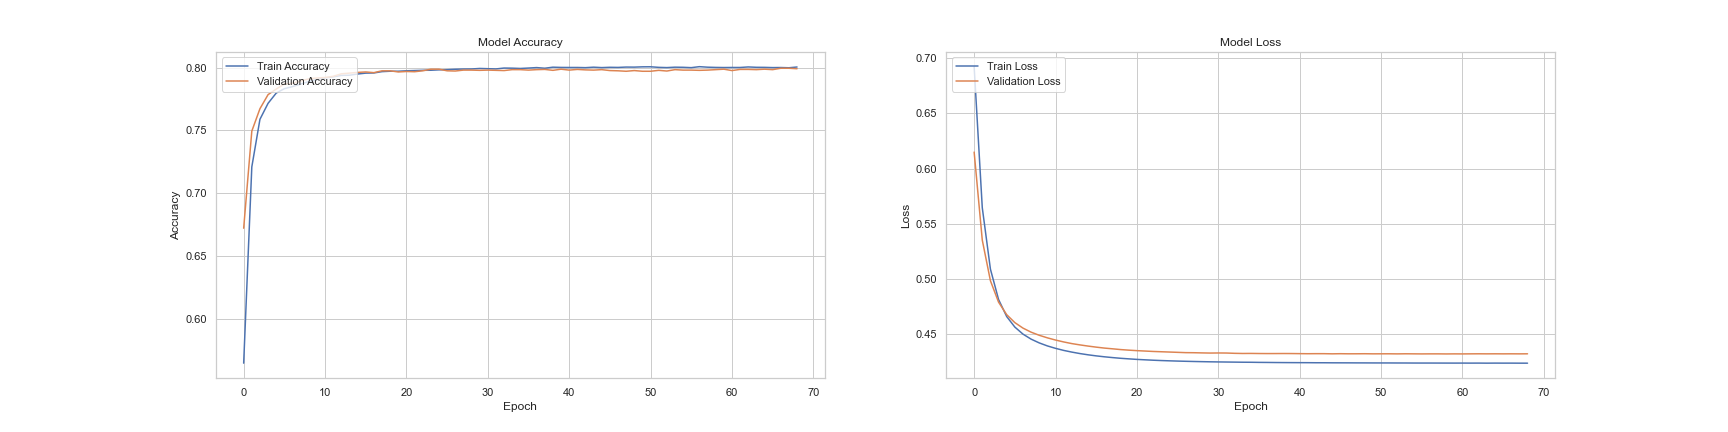 Model Accuracy
Train Accuracy
Validation Accuracy
0.80
0.75
0.70
0.65
0.60
Accuracy
0 10 20 30 40 50 60 70
Epoch
Model Loss
Train Loss
Validation Loss
0.70
0.65
0.60
0.55
0.50
0.45
Loss
0 10 20 30 40 50 60 70
Epoch